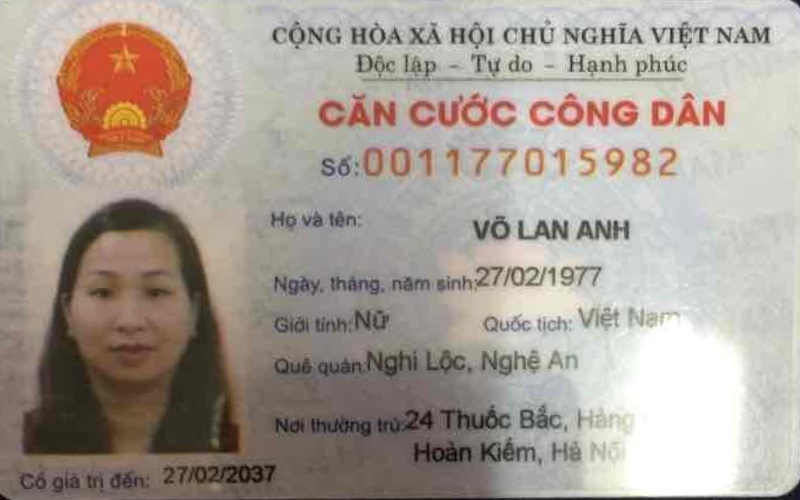 CỘNG HÒA XÃ HỘI CHỦ NGHĨA VIỆT NAM
Độc lập - Tự do - Hạnh phúc
CĂN CƯỚC CÔNG DÂN
Số: 001177015982
Họ và tên: VÕ LAN ANH
Ngày, tháng, năm sinh: 27/02/1977
Giới tính: Nữ Quốc tịch: Việt Nam
Quê quán: Nghi Lộc, Nghệ An
Nơi thường trú: 24 Thuốc Bắc, Hàng
Hoàn Kiếm, Hà Nội
Có giá trị đến: 27/02/2037